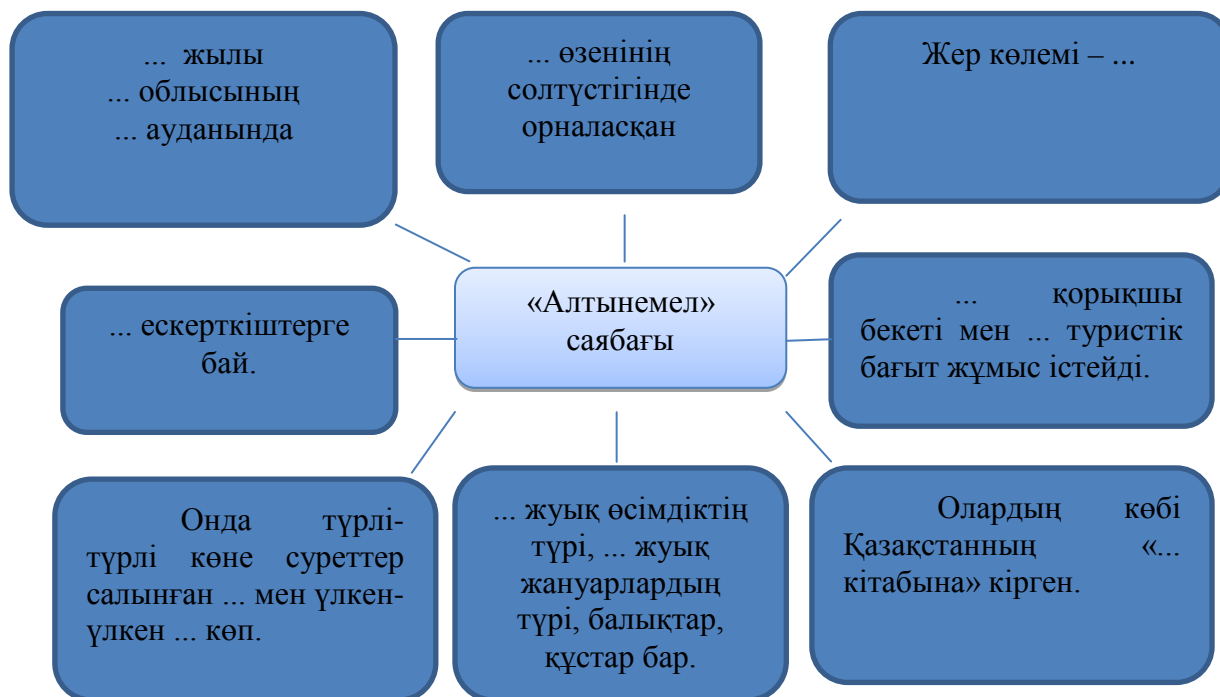 ... жылы
... облысының
... ауданында
... өзенінің
солтүстігінде
орналасқан
Жер көлемі – ...
... ескерткіштерге
бай.
«Алтынемел»
саябағы
... қорықшы
бекеті мен ... туристік
бағыт жұмыс істейді.
Онда түрлі-
түрлі көне суреттер
салынған ... мен үлкен-
үлкен ... көп.
... жуық өсімдіктің
түрі, ... жуық
жануарлардың
түрі, балықтар,
құстар бар.
Олардың көбі
Қазақстанның «...
кітабына» кірген.